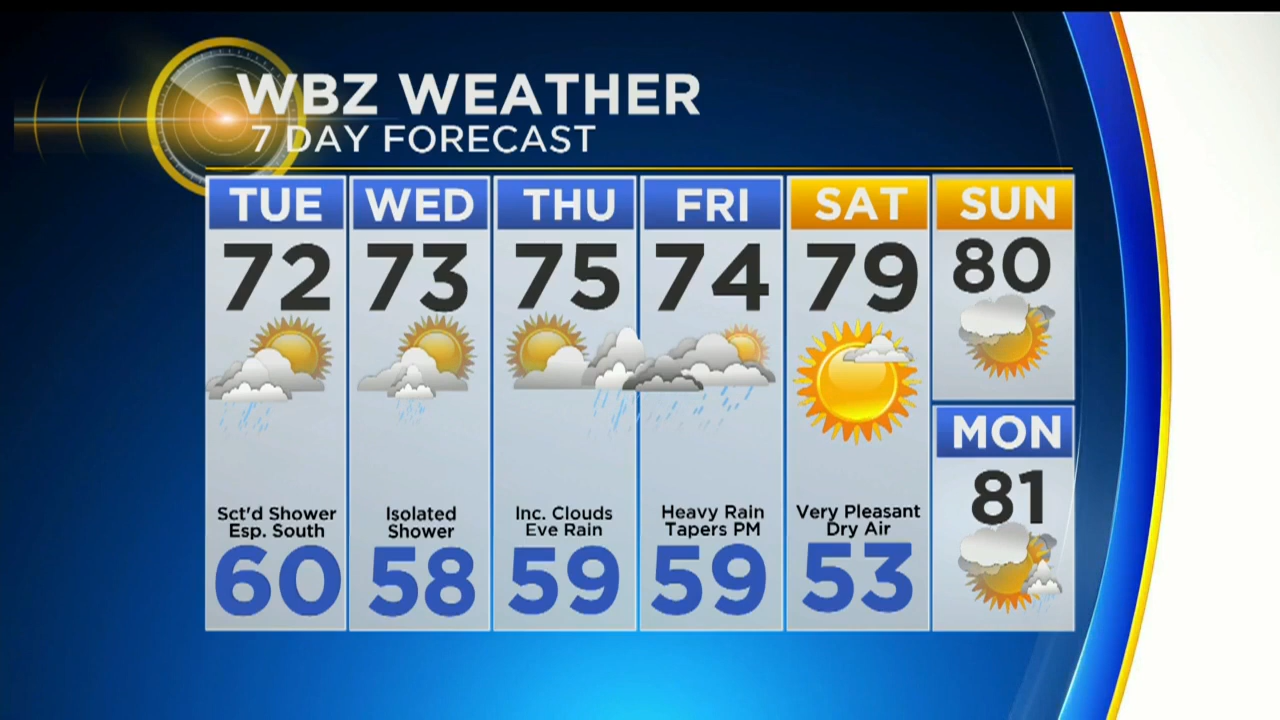 WBZ WEATHER
7 DAY FORECAST
TUE
72
Sct'd Shower
Esp. South
60
WED
73
Isolated
Shower
58
THU
75
Inc. Clouds
Eve Rain
59
FRI
74
Heavy Rain
Tapers PM
59
SAT
79
Very Pleasant
Dry Air
53
SUN
80
MON
81